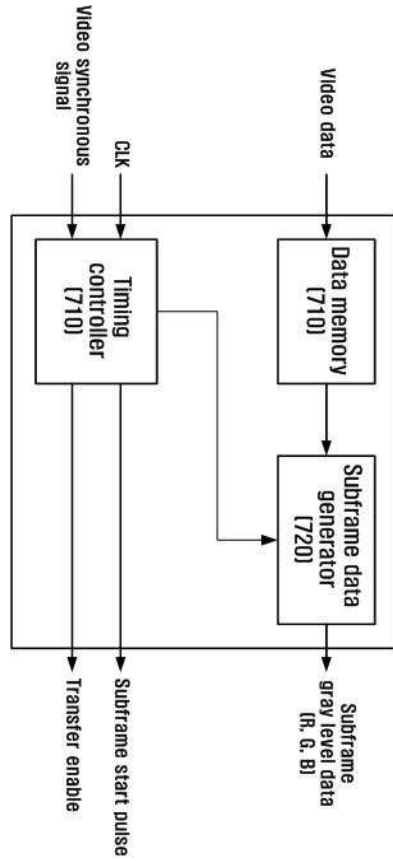 Video data
Data memory
(710)
Subframe data
generator
(720)
Subframe
gray level data
(R. G. B)
CLK
Video synchronous
signal
Timing
controller
(710)
Subframe start pulse
Transfer enable